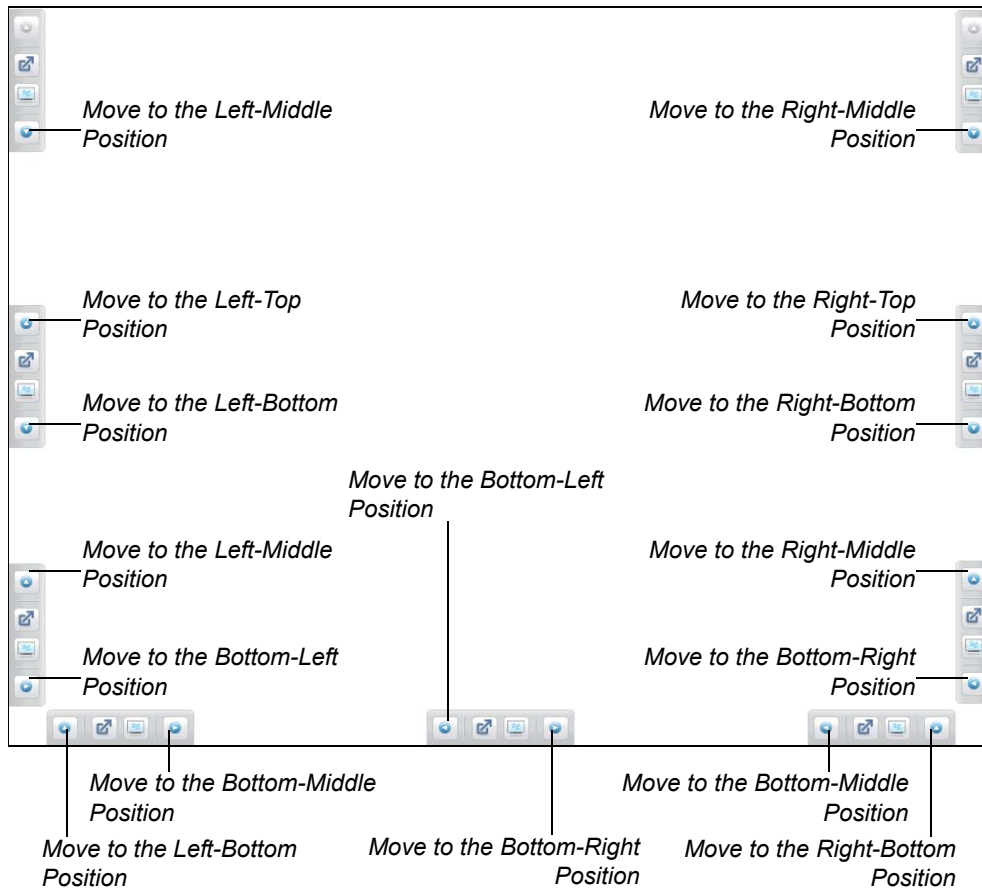 Move to the Left-Middle
Position
Move to the Right-Middle
Position
Move to the Left-Top
Position
Move to the Right-Top
Position
Move to the Left-Bottom
Position
Move to the Right-Bottom
Position
Move to the Bottom-Left
Position
Move to the Left-Middle
Position
Move to the Right-Middle
Position
Move to the Bottom-Left
Position
Move to the Bottom-Right
Position
Move to the Bottom-Middle
Position
Move to the Bottom-Middle
Position
Move to the Left-Bottom
Position
Move to the Bottom-Right
Position
Move to the Right-Bottom
Position